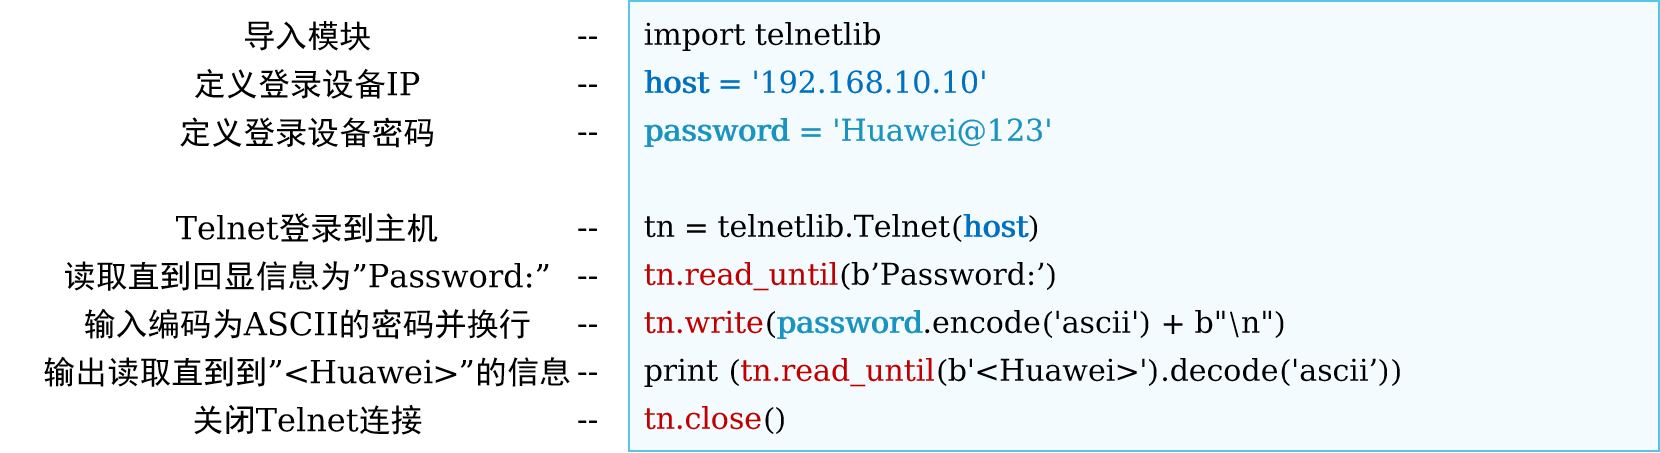 导入模块 -- import telnetlib
定义登录设备IP -- host = '192.168.10.10'
定义登录设备密码 -- password = 'Huawei@123'
Telnet登录到主机 -- tn = telnetlib.Telnet(host)
读取直到回显信息为”Password:” -- tn.read_until(b’Password:’)
输入编码为ASCII的密码并换行 -- tn.write(password.encode('ascii') + b"\n")
输出读取直到到”<Huawei>”的信息 -- print (tn.read_until(b'<Huawei>').decode('ascii’))
关闭Telnet连接 -- tn.close()